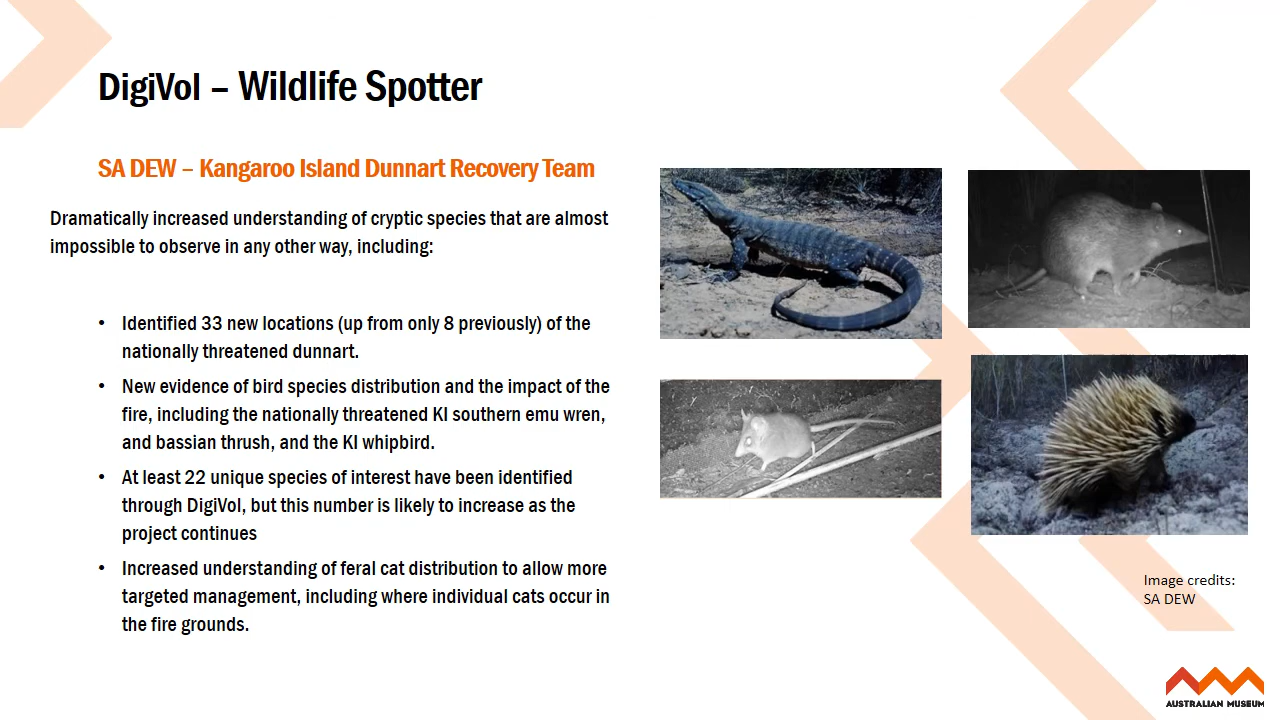 DigiVol – Wildlife Spotter
SA DEW – Kangaroo Island Dunnart Recovery Team
Dramatically increased understanding of cryptic species that are almost
impossible to observe in any other way, including:
• Identified 33 new locations (up from only 8 previously) of the
nationally threatened dunnart.
• New evidence of bird species distribution and the impact of the
fire, including the nationally threatened KI southern emu wren,
and bassian thrush, and the KI whipbird.
• At least 22 unique species of interest have been identified
through DigiVol, but this number is likely to increase as the
project continues
• Increased understanding of feral cat distribution to allow more
targeted management, including where individual cats occur in
the fire grounds.
Image credits:
SA DEW
AUSTRALIAN MUSEUM